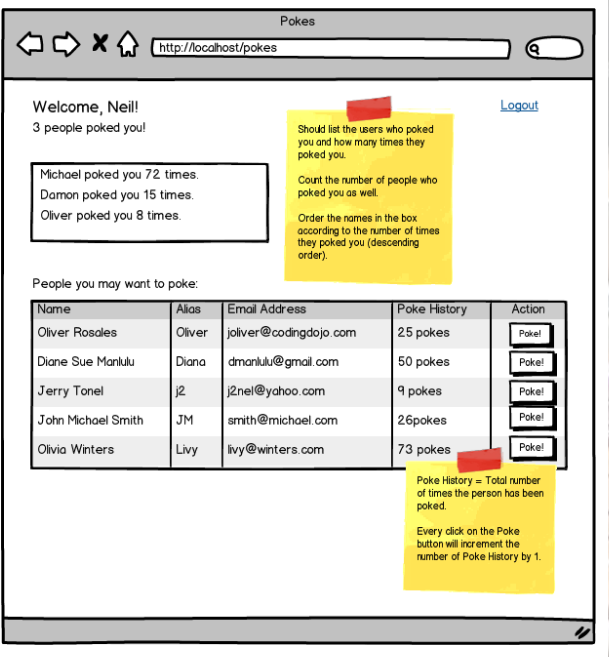 Pokes
http://localhost/pokes
Welcome, Neil!
Logout
3 people poked you!
Michael poked you 72 times.
Damon poked you 15 times.
Oliver poked you 8 times.
Should list the users who poked
you and how many times they
poked you.
Count the number of people who
poked you as well.
Order the names in the box
according to the number of times
they poked you (descending
order).
People you may want to poke:
Name Alias Email Address Poke History Action
Oliver Rosales Oliver joliver@codingdojo.com 25 pokes Poke!
Diane Sue Manlulu Diana dmanlulu@gmail.com 50 pokes Poke!
Jerry Tonel j2 j2nel@yahoo.com 9 pokes Poke!
John Michael Smith JM smith@michael.com 26pokes Poke!
Olivia Winters Livy livy@winters.com 73 pokes Poke!
Poke History = Total number
of times the person has been
poked.
Every click on the Poke
button will increment the
number of Poke History by 1.